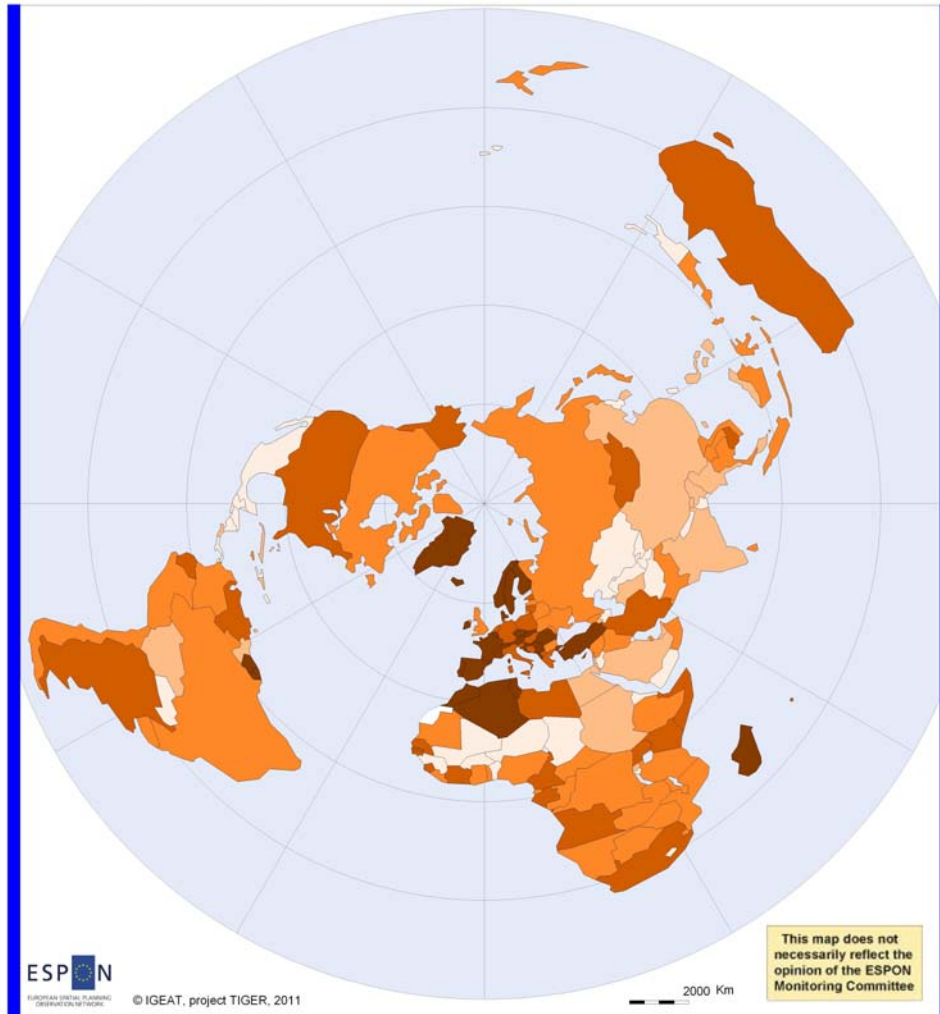 This map does not
necessarily reflect the
opinion of the ESPON
Monitoring Committee
ESPON
EUROPEAN SPATIAL PLANNING
OBSERVATION NETWORK
© IGEAT, project TIGER, 2011
2000 Km